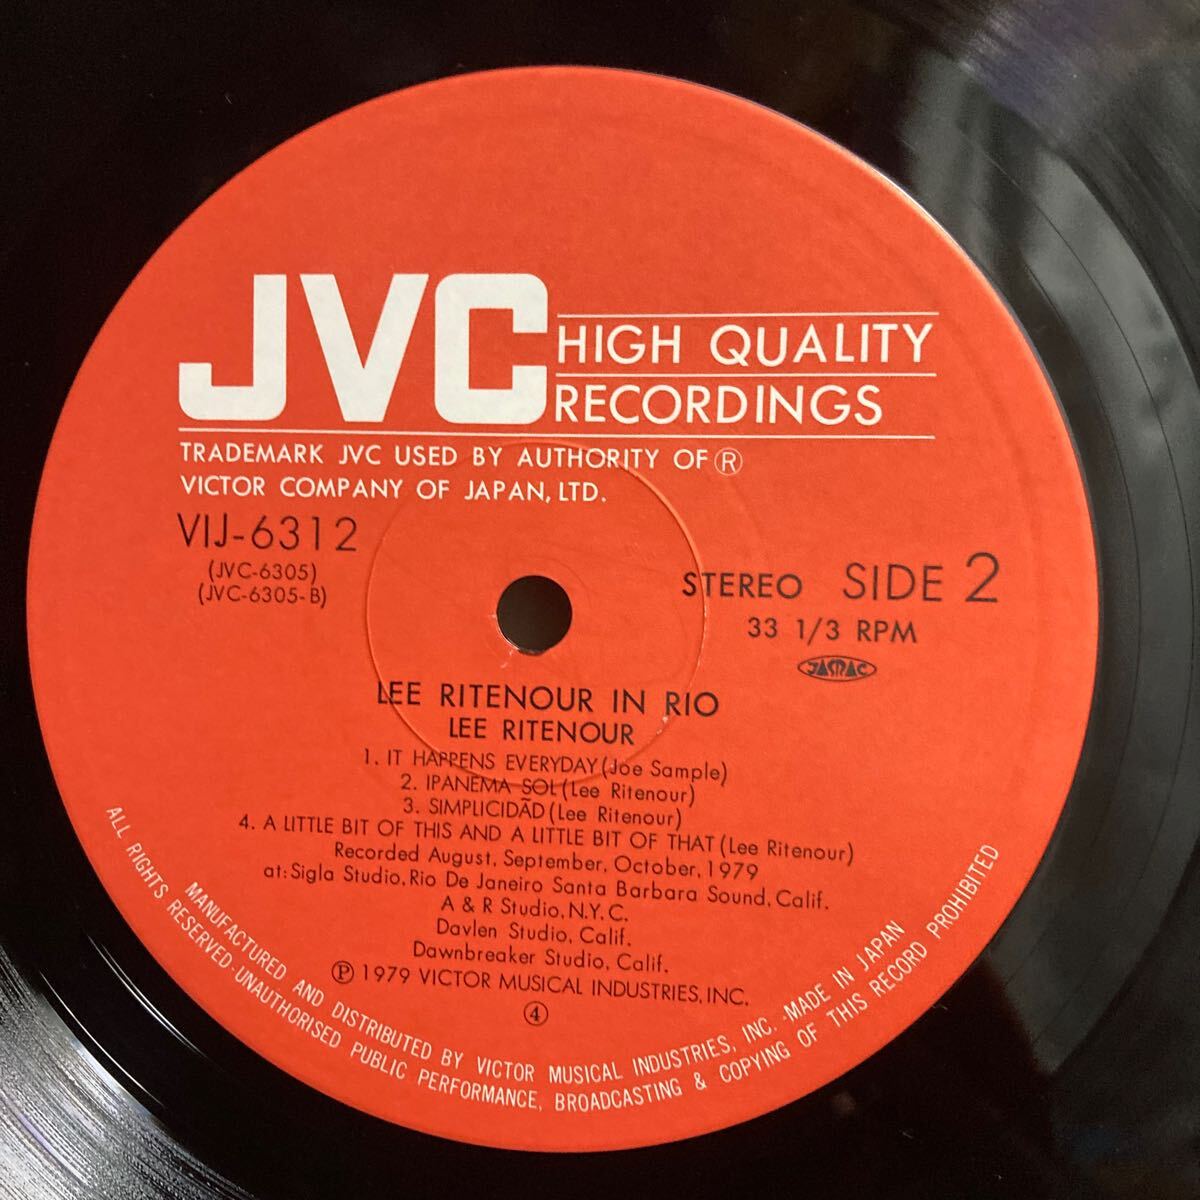 JVC
HIGH QUALITY
RECORDINGS
TRADEMARK JVC USED BY AUTHORITY OF ®
VICTOR COMPANY OF JAPAN, LTD.
VIJ-6312
(JVC-6305)
(JVC-6305-B)
STEREO SIDE 2
33 1/3 RPM
JASRAC
LEE RITENOUR IN RIO
LEE RITENOUR
1. IT HAPPENS EVERYDAY (Joe Sample)
2. IPANEMA SOL (Lee Ritenour)
3. SIMPLICIDÃD (Lee Ritenour)
4. A LITTLE BIT OF THIS AND A LITTLE BIT OF THAT (Lee Ritenour)
Recorded August, September, October, 1979
at: Sigla Studio, Rio De Janeiro Santa Barbara Sound, Calif.
A & R Studio, N.Y.C.
Davlen Studio, Calif.
Dawnbreaker Studio, Calif.
Ⓟ 1979 VICTOR MUSICAL INDUSTRIES, INC.
④
MANUFACTURED AND DISTRIBUTED BY VICTOR MUSICAL INDUSTRIES, INC. -MADE IN JAPAN
ALL RIGHTS RESERVED-UNAUTHORISED PUBLIC PERFORMANCE, BROADCASTING & COPYING OF THIS RECORD PROHIBITED